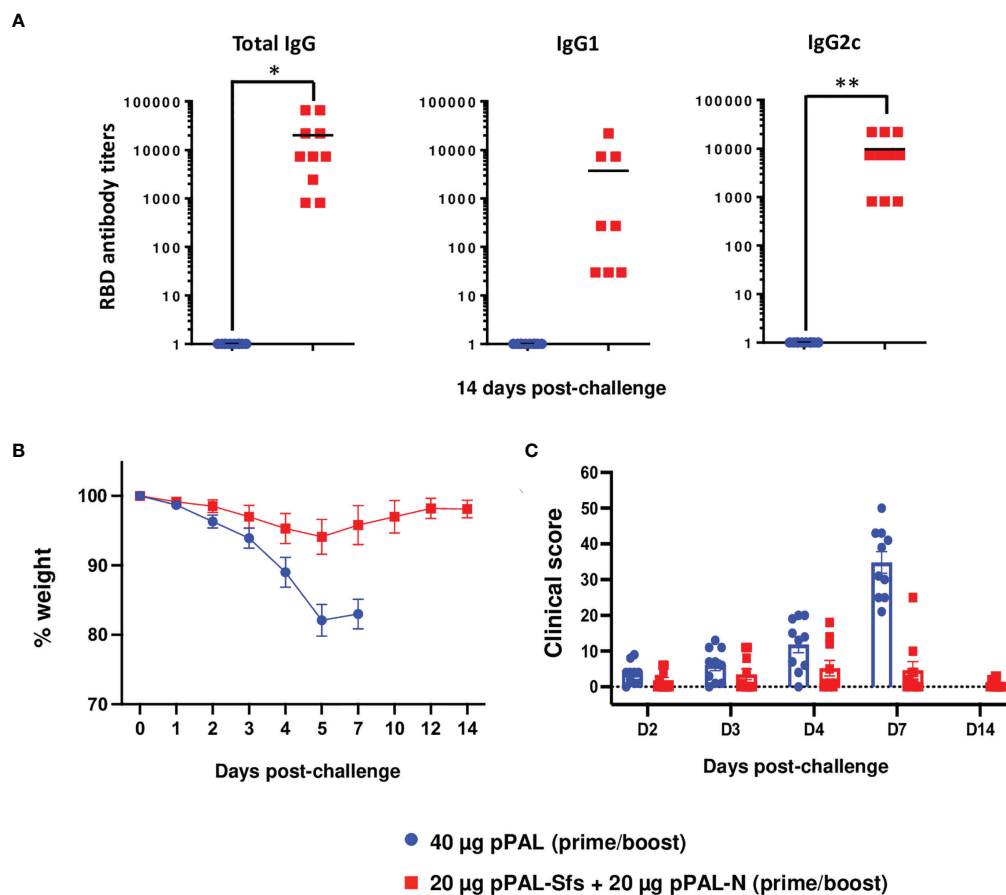 A
Total IgG
IgG1
IgG2c
*
**
RBD antibody titers
100000
10000
1000
100
10
1
100000
10000
1000
100
10
1
100000
10000
1000
100
10
1
14 days post-challenge
B
% weight
100
90
80
70
0 1 2 3 4 5 7 10 12 14
Days post-challenge
C
Clinical score
60
50
40
30
20
10
0
D2 D3 D4 D7 D14
Days post-challenge
40 µg pPAL (prime/boost)
20 µg pPAL-Sfs + 20 µg pPAL-N (prime/boost)